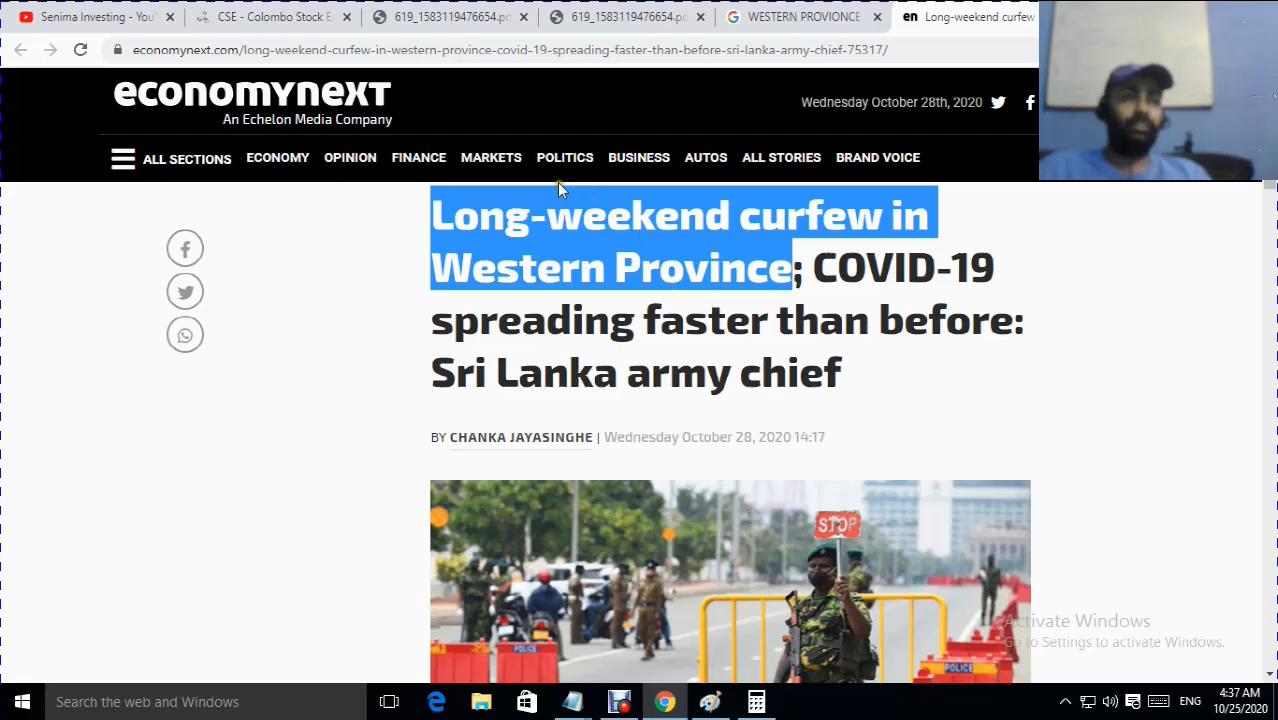 Senima Investing - You
CSE - Colombo Stock E
619_1583119476654.p
619_1583119476654.p
WESTERN PROVIONCE
en Long-weekend curfew
economynext.com/long-weekend-curfew-in-western-province-covid-19-spreading-faster-than-before-sri-lanka-army-chief-75317/
economynext
An Echelon Media Company
Wednesday October 28th, 2020
ALL SECTIONS ECONOMY OPINION FINANCE MARKETS POLITICS BUSINESS AUTOS ALL STORIES BRAND VOICE
Long-weekend curfew in
Western Province; COVID-19
spreading faster than before:
Sri Lanka army chief
BY CHANKA JAYASINGHE | Wednesday October 28, 2020 14:17
STOP
POLICE
POLICE
Activate Windows
Go to Settings to activate Windows.
Search the web and Windows
ENG
4:37 AM
10/25/2020